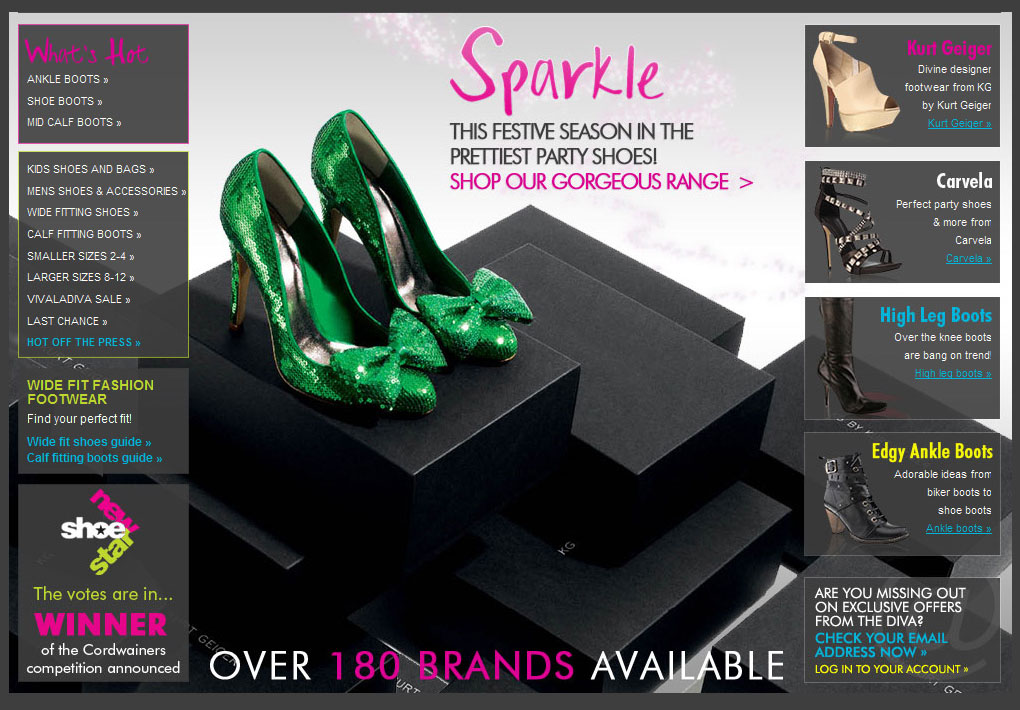 What's Hot
ANKLE BOOTS »
SHOE BOOTS »
MID CALF BOOTS »
KIDS SHOES AND BAGS »
MENS SHOES & ACCESSORIES »
WIDE FITTING SHOES »
CALF FITTING BOOTS »
SMALLER SIZES 2-4 »
LARGER SIZES 8-12 »
VIVALADIVA SALE »
LAST CHANCE »
HOT OFF THE PRESS »
WIDE FIT FASHION
FOOTWEAR
Find your perfect fit!
Wide fit shoes guide »
Calf fitting boots guide »
new
shoe
star
The votes are in...
WINNER
of the Cordwainers
competition announced
Sparkle
THIS FESTIVE SEASON IN THE
PRETTIEST PARTY SHOES!
SHOP OUR GORGEOUS RANGE >
KG
OVER 180 BRANDS AVAILABLE
Kurt Geiger
Divine designer
footwear from KG
by Kurt Geiger
Kurt Geiger »
Carvela
Perfect party shoes
& more from
Carvela
Carvela »
High Leg Boots
Over the knee boots
are bang on trend!
High leg boots »
Edgy Ankle Boots
Adorable ideas from
biker boots to
shoe boots
Ankle boots »
ARE YOU MISSING OUT
ON EXCLUSIVE OFFERS
FROM THE DIVA?
CHECK YOUR EMAIL
ADDRESS NOW »
LOG IN TO YOUR ACCOUNT »